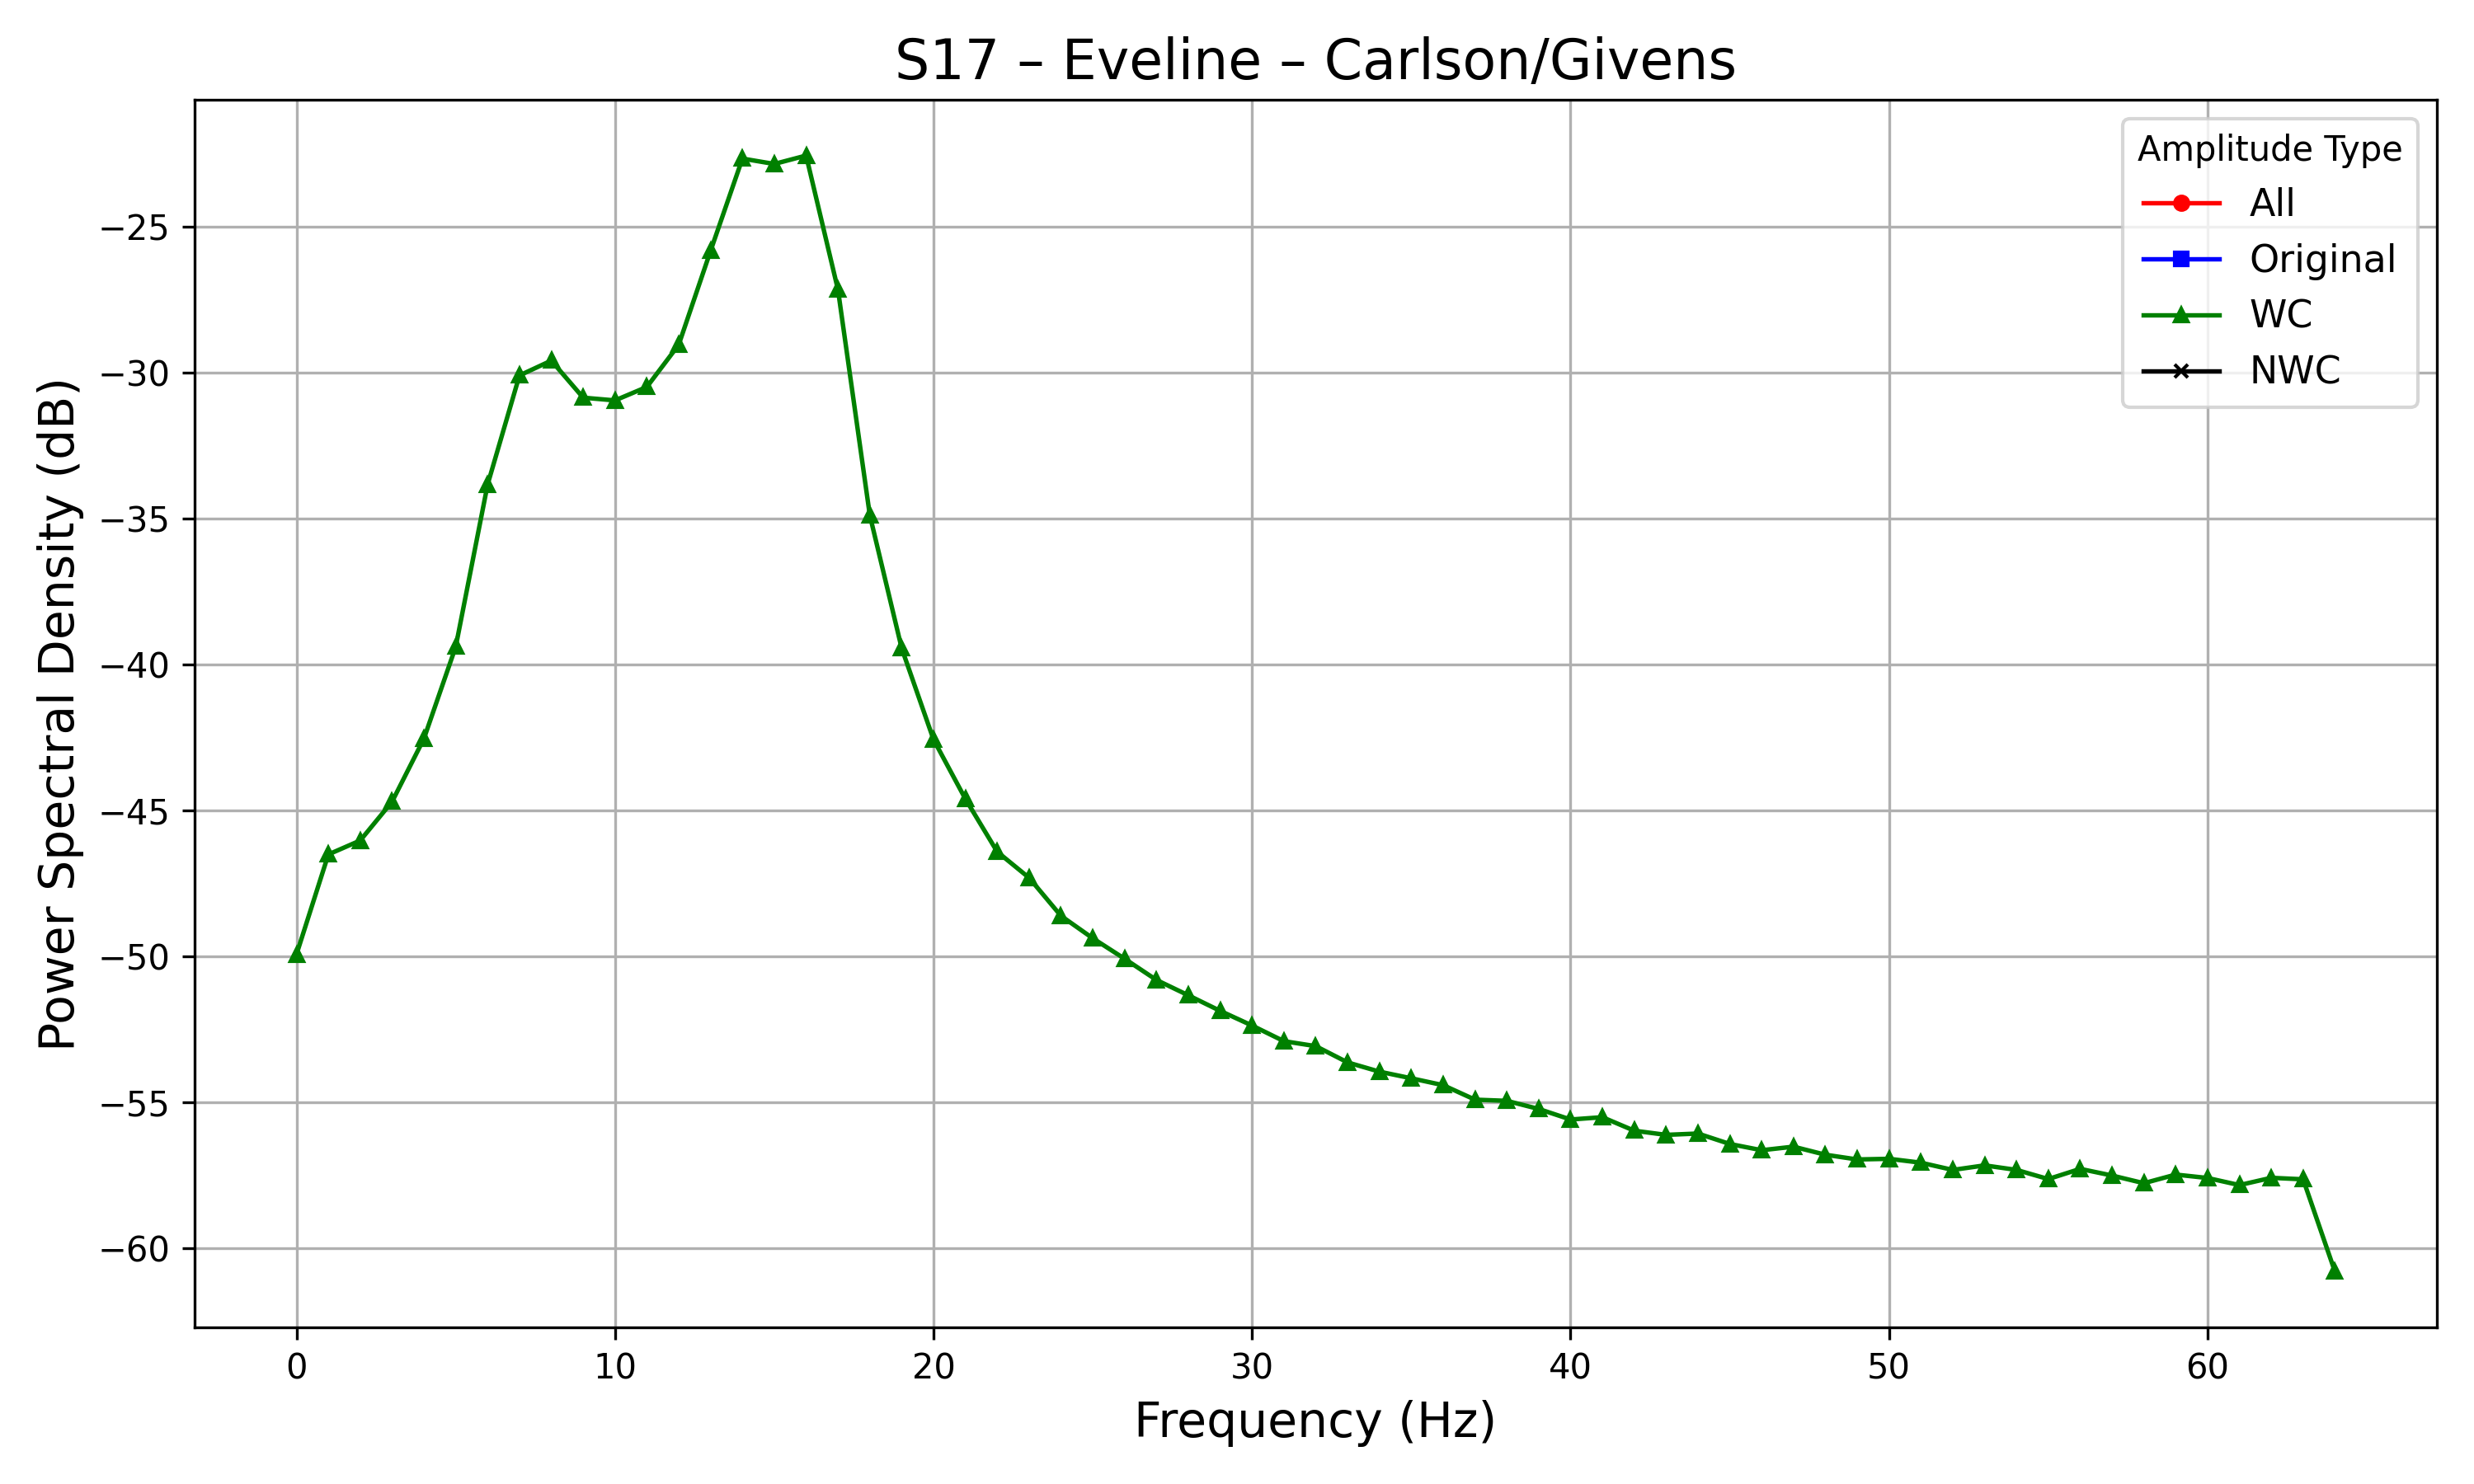 S17 – Eveline – Carlson/Givens
Amplitude Type
All
Original
WC
NWC
Power Spectral Density (dB)
−25
−30
−35
−40
−45
−50
−55
−60
0 10 20 30 40 50 60
Frequency (Hz)